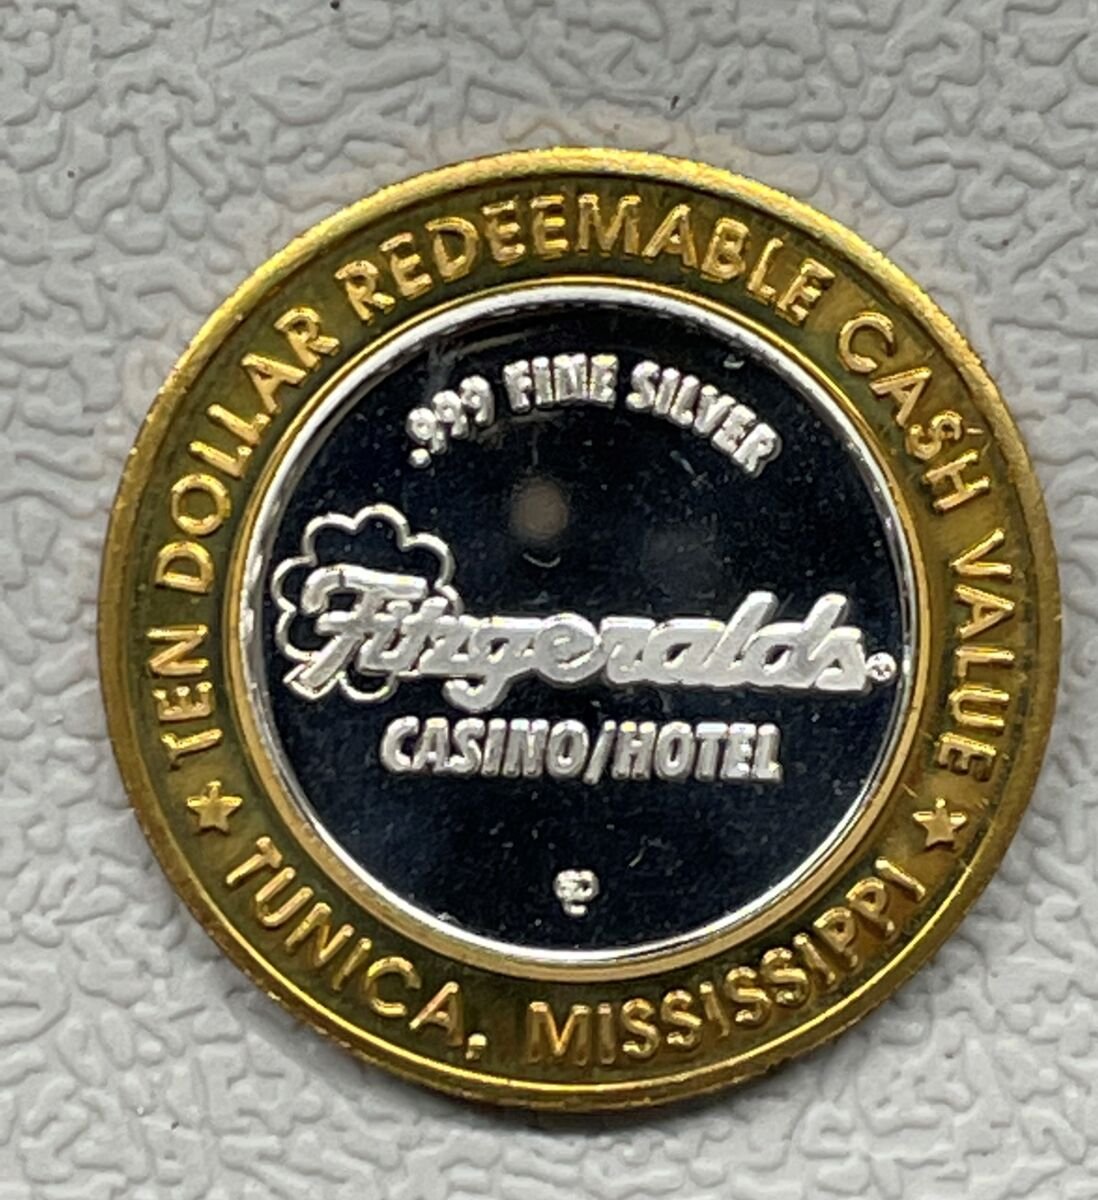 TEN DOLLAR REDEEMABLE CASH VALUE
.999 FINE SILVER
Fitzgeralds®
CASINO/HOTEL
TUNICA, MISSISSIPPI